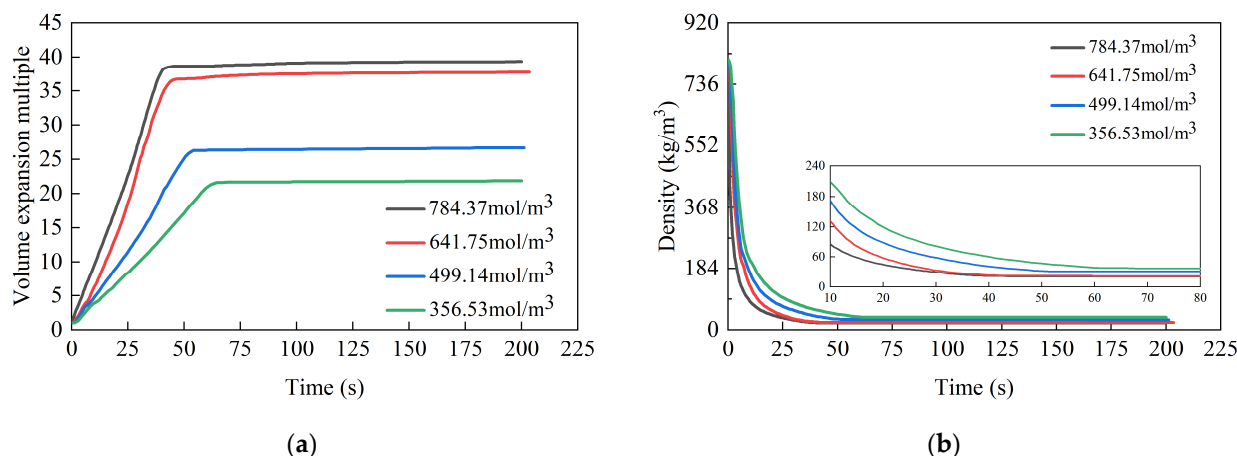 45
40
35
30
25
20
15
10
5
0
Volume expansion multiple
784.37mol/m³
641.75mol/m³
499.14mol/m³
356.53mol/m³
0 25 50 75 100 125 150 175 200 225
Time (s)
(a)
920
736
552
368
184
0
Density (kg/m³)
784.37mol/m³
641.75mol/m³
499.14mol/m³
356.53mol/m³
240
180
120
60
0
10 20 30 40 50 60 70 80
0 25 50 75 100 125 150 175 200 225
Time (s)
(b)